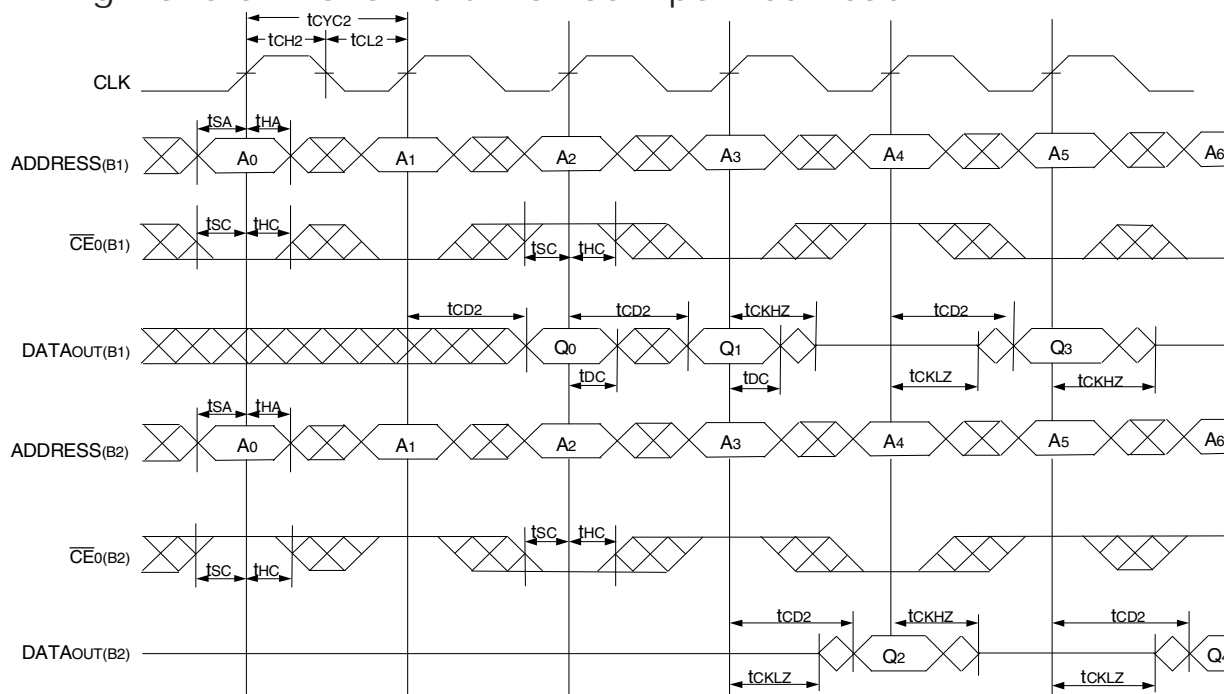 tCYC2
tCH2 tCL2
CLK
tSA tHA
ADDRESS(B1) A0 A1 A2 A3 A4 A5 A6
tSC tHC
CE0(B1) tSC tHC
tCD2 tCD2 tCKHZ tCD2
DATAOUT(B1) Q0 Q1 Q3
tDC tDC tCKLZ tCKHZ
tSA tHA
ADDRESS(B2) A0 A1 A2 A3 A4 A5 A6
tSC tHC
CE0(B2)
tSC tHC
tCD2 tCKHZ tCD2
DATAOUT(B2) Q2
tCKLZ tCKLZ